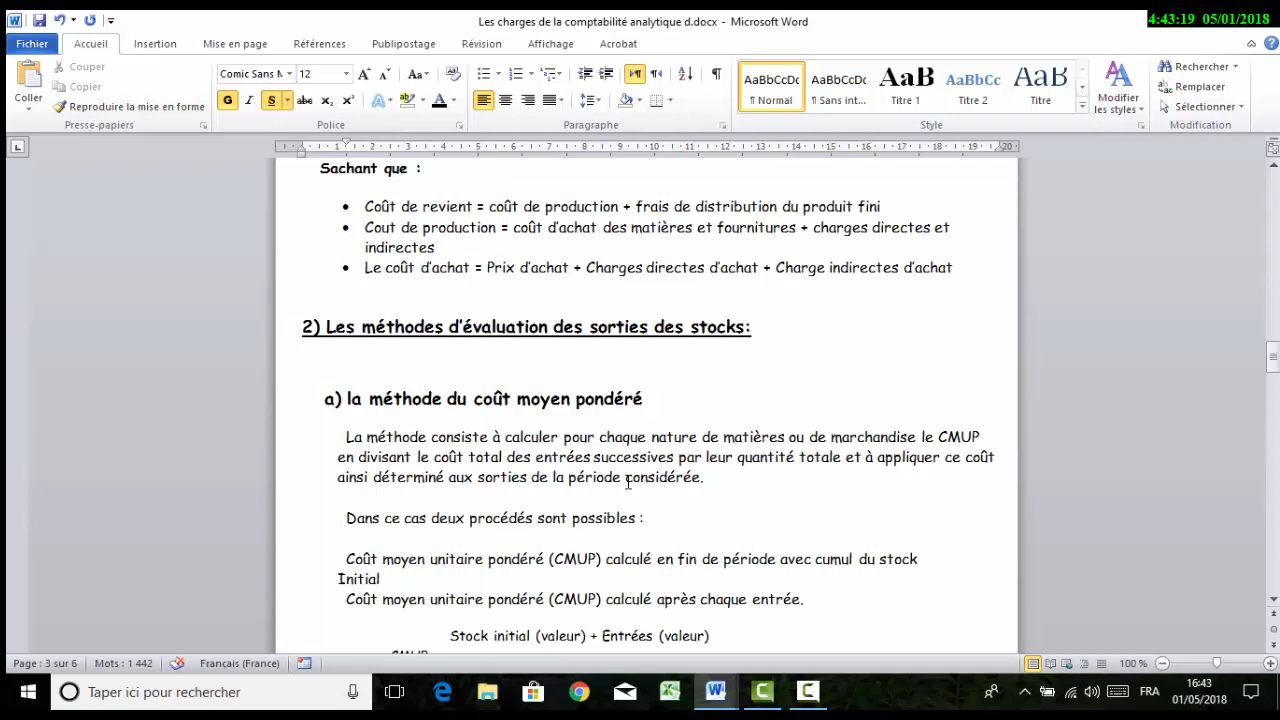 Les charges de la comptabilité analytique d.docx - Microsoft Word
4:43:19 05/01/2018
Fichier Accueil Insertion Mise en page Références Publipostage Révision Affichage Acrobat
Coller
Couper
Copier
Reproduire la mise en forme
Presse-papiers
Comic Sans M 12
Police
Paragraphe
AaBbCcDc AaBbCcDc AaB AaBbCc AaB
¶ Normal ¶ Sans int... Titre 1 Titre 2 Titre
Style
Modifier
les styles
Rechercher
Remplacer
Sélectionner
Modification
Sachant que :
• Coût de revient = coût de production + frais de distribution du produit fini
• Cout de production = coût d'achat des matières et fournitures + charges directes et
indirectes
• Le coût d'achat = Prix d'achat + Charges directes d'achat + Charge indirectes d'achat
2) Les méthodes d'évaluation des sorties des stocks:
a) la méthode du coût moyen pondéré
La méthode consiste à calculer pour chaque nature de matières ou de marchandise le CMUP
en divisant le coût total des entrées successives par leur quantité totale et à appliquer ce coût
ainsi déterminé aux sorties de la période considérée.
Dans ce cas deux procédés sont possibles :
Coût moyen unitaire pondéré (CMUP) calculé en fin de période avec cumul du stock
Initial
Coût moyen unitaire pondéré (CMUP) calculé après chaque entrée.
Stock initial (valeur) + Entrées (valeur)
CMUP
Page : 3 sur 6 Mots : 1 442 Français (France) 100 %
Taper ici pour rechercher
FRA
16:43
01/05/2018